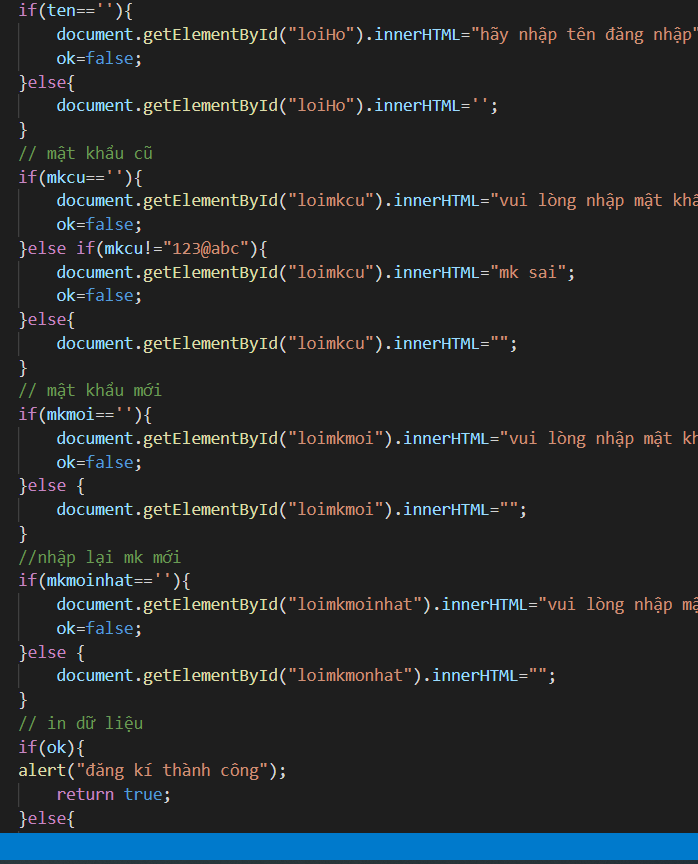 if(ten==''){
document.getElementById("loiHo").innerHTML="hãy nhập tên đăng nhập"
ok=false;
}else{
document.getElementById("loiHo").innerHTML='';
}
// mật khẩu cũ
if(mkcu==''){
document.getElementById("loimkcu").innerHTML="vui lòng nhập mật khẩ
ok=false;
}else if(mkcu!="123@abc"){
document.getElementById("loimkcu").innerHTML="mk sai";
ok=false;
}else{
document.getElementById("loimkcu").innerHTML="";
}
// mật khẩu mới
if(mkmoi==''){
document.getElementById("loimkmoi").innerHTML="vui lòng nhập mật kh
ok=false;
}else {
document.getElementById("loimkmoi").innerHTML="";
}
//nhập lại mk mới
if(mkmoinhat==''){
document.getElementById("loimkmoinhat").innerHTML="vui lòng nhập mậ
ok=false;
}else {
document.getElementById("loimkmonhat").innerHTML="";
}
// in dữ liệu
if(ok){
alert("đăng kí thành công");
return true;
}else{